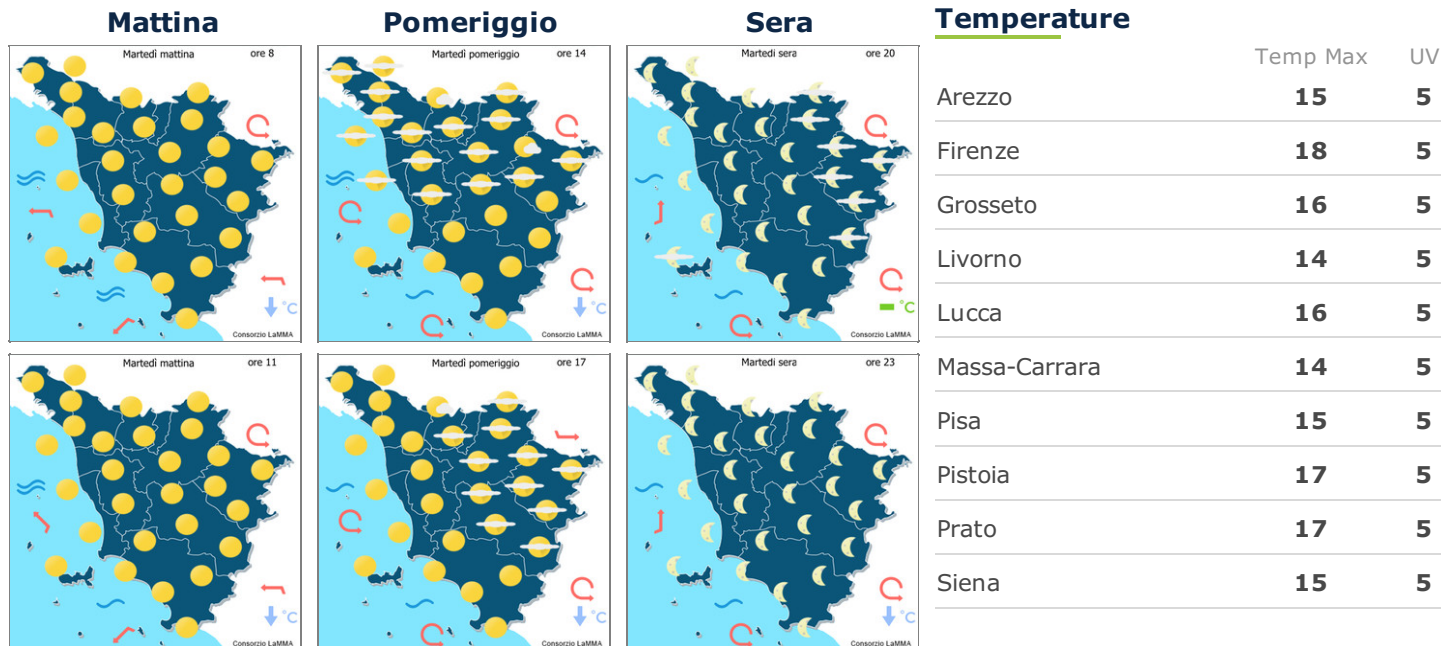 Mattina
Pomeriggio
Sera
Martedì mattina ore 8
°C
Consorzio LaMMA
Martedì pomeriggio ore 14
°C
Consorzio LaMMA
Martedì sera ore 20
°C
Consorzio LaMMA
Martedì mattina ore 11
°C
Consorzio LaMMA
Martedì pomeriggio ore 17
°C
Consorzio LaMMA
Martedì sera ore 23
°C
Consorzio LaMMA
Temperature
Temp Max UV
Arezzo 15 5
Firenze 18 5
Grosseto 16 5
Livorno 14 5
Lucca 16 5
Massa-Carrara 14 5
Pisa 15 5
Pistoia 17 5
Prato 17 5
Siena 15 5